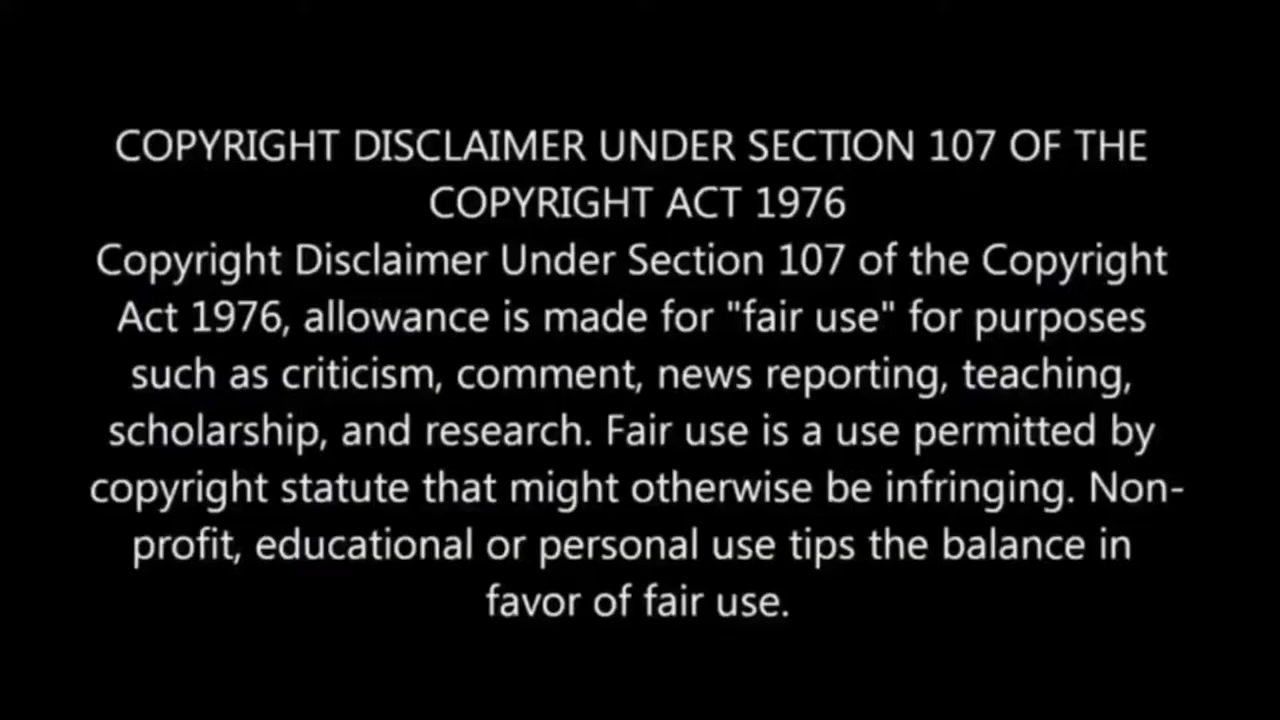 COPYRIGHT DISCLAIMER UNDER SECTION 107 OF THE
COPYRIGHT ACT 1976
Copyright Disclaimer Under Section 107 of the Copyright
Act 1976, allowance is made for "fair use" for purposes
such as criticism, comment, news reporting, teaching,
scholarship, and research. Fair use is a use permitted by
copyright statute that might otherwise be infringing. Non-
profit, educational or personal use tips the balance in
favor of fair use.